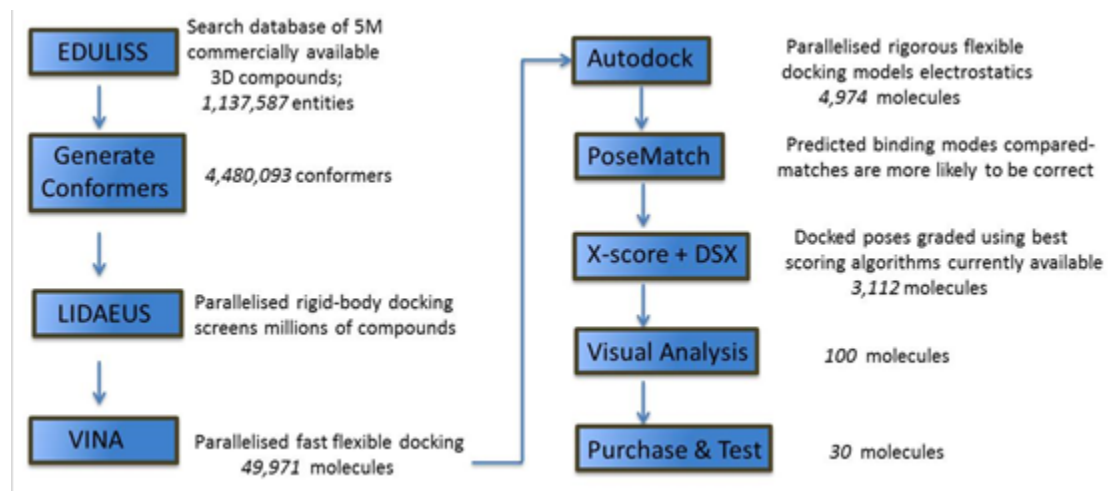 EDULISS
Search database of 5M
commercially available
3D compounds;
1,137,587 entities
Generate
Conformers
4,480,093 conformers
LIDAEUS
Parallelised rigid-body docking
screens millions of compounds
VINA
Parallelised fast flexible docking
49,971 molecules
Autodock
Parallelised rigorous flexible
docking models electrostatics
4,974 molecules
PoseMatch
Predicted binding modes compared-
matches are more likely to be correct
X-score + DSX
Docked poses graded using best
scoring algorithms currently available
3,112 molecules
Visual Analysis
100 molecules
Purchase & Test
30 molecules